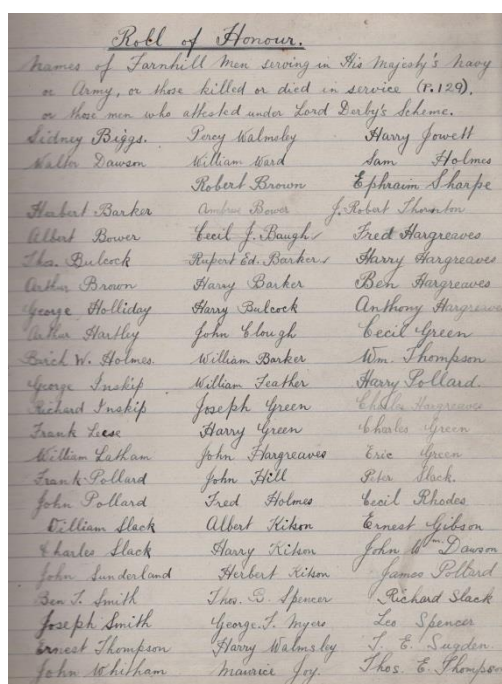 Roll of Honour.
Names of Farnhill Men serving in His Majesty's Navy
or Army, or those killed or died in service (P.129),
or those men who attested under Lord Derby's Scheme.
Sidney Biggs. Percy Walmsley Harry Jowett
Walter Dawson William Ward Sam Holmes
Robert Brown Ephraim Sharpe
Herbert Barker Ambrose Bower J. Robert Thornton
Albert Bower Cecil J. Baugh Fred Hargreaves
Thos. Bulcock Rupert Ed. Barker Harry Hargreaves
Arthur Brown Harry Barker Ben Hargreaves
George Holliday Harry Bulcock Anthony Hargreaves
Arthur Hartley John Clough Cecil Green
Birch W. Holmes. William Barker Wm. Thompson
George Inskip William Feather Harry Pollard.
Richard Inskip Joseph Green Charles Hargreaves
Frank Leese Harry Green Charles Green
William Latham John Hargreaves Eric Green
Frank Pollard John Hill Peter Slack.
John Pollard Fred Holmes Cecil Rhodes
William Slack Albert Kitson Ernest Gibson
Charles Slack Harry Kitson John Wm Dawson
John Sunderland Herbert Kitson James Pollard
Ben T. Smith Thos. B. Spencer Richard Slack
Joseph Smith George. T. Myers Leo Spencer
Ernest Thompson Harry Walmsley T. E. Sugden
John Whitham Maurice Joy. Thos. E. Thompson